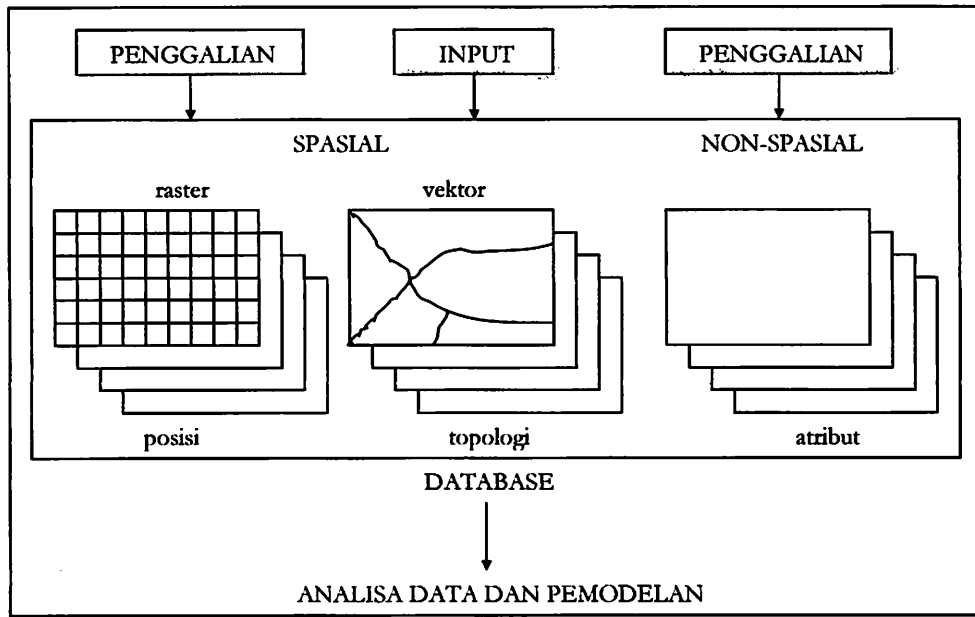 PENGGALIAN INPUT PENGGALIAN
SPASIAL NON-SPASIAL
raster vektor
posisi topologi atribut
DATABASE
ANALISA DATA DAN PEMODELAN